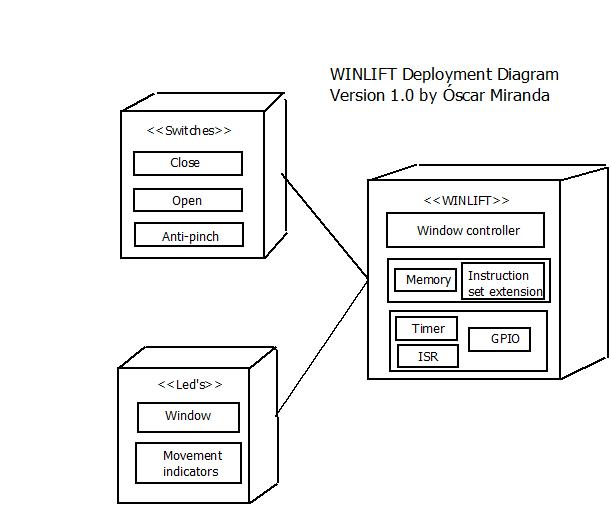 WINLIFT Deployment Diagram
Version 1.0 by Óscar Miranda
<<Switches>>
Close
Open
Anti-pinch
<<WINLIFT>>
Window controller
Memory
Instruction
set extension
Timer
ISR
GPIO
<<Led's>>
Window
Movement
indicators